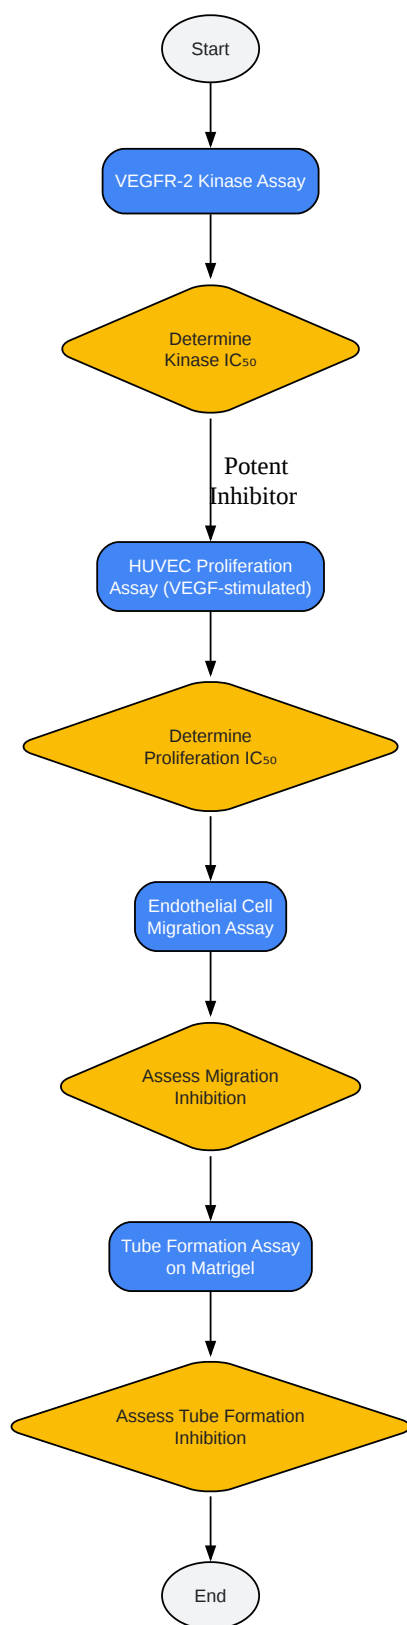 Start
VEGFR-2 Kinase Assay
Determine
Kinase IC₅₀
Potent
Inhibitor
HUVEC Proliferation
Assay (VEGF-stimulated)
Determine
Proliferation IC₅₀
Endothelial Cell
Migration Assay
Assess Migration
Inhibition
Tube Formation Assay
on Matrigel
Assess Tube Formation
Inhibition
End